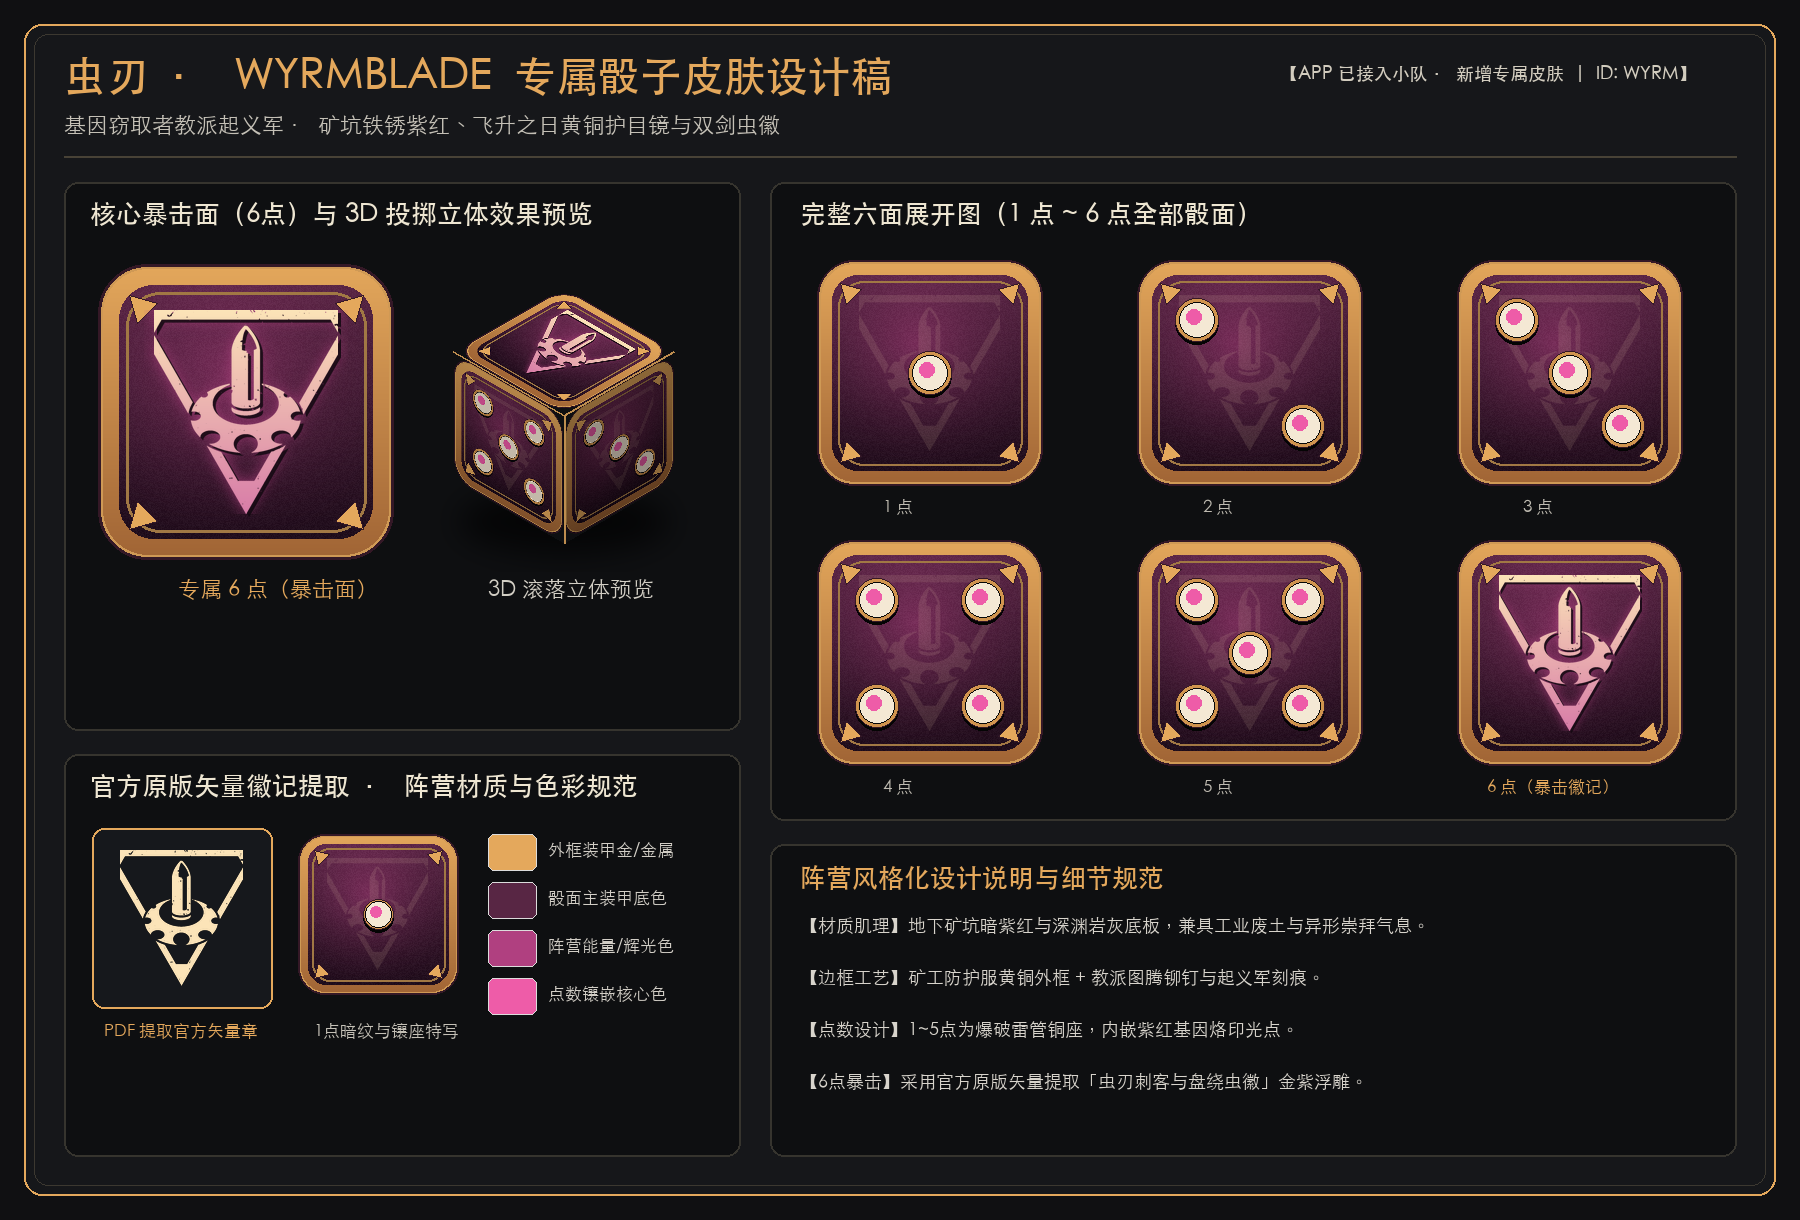 虫刃 · WYRMBLADE 专属骰子皮肤设计稿
【APP 已接入小队 · 新增专属皮肤 | ID: WYRM】
基因窃取者教派起义军 · 矿坑铁锈紫红、飞升之日黄铜护目镜与双剑虫徽
核心暴击面（6点）与 3D 投掷立体效果预览
专属 6 点（暴击面）
3D 滚落立体预览
完整六面展开图（1 点 ~ 6 点全部骰面）
1 点
2 点
3 点
4 点
5 点
6 点（暴击徽记）
官方原版矢量徽记提取 · 阵营材质与色彩规范
外框装甲金/金属
骰面主装甲底色
阵营能量/辉光色
点数镶嵌核心色
PDF 提取官方矢量章
1点暗纹与镶座特写
阵营风格化设计说明与细节规范
【材质肌理】地下矿坑暗紫红与深渊岩灰底板，兼具工业废土与异形崇拜气息。
【边框工艺】矿工防护服黄铜外框 + 教派图腾铆钉与起义军刻痕。
【点数设计】1~5点为爆破雷管铜座，内嵌紫红基因烙印光点。
【6点暴击】采用官方原版矢量提取「虫刃刺客与盘绕虫徽」金紫浮雕。